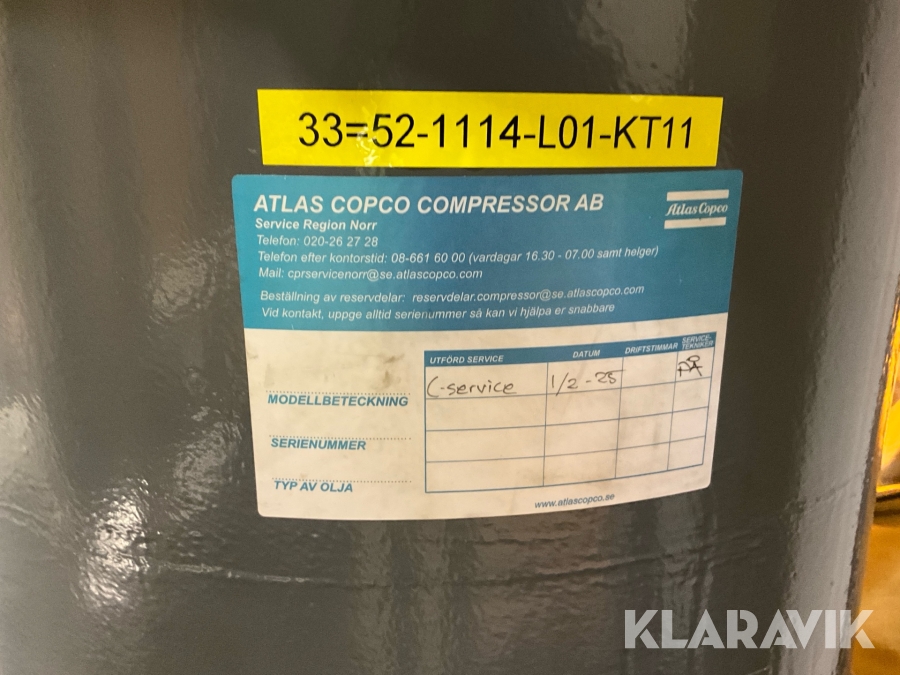 33=52-1114-L01-KT11
ATLAS COPCO COMPRESSOR AB
Atlas Copco
Service Region Norr
Telefon: 020-26 27 28
Telefon efter kontorstid: 08-661 60 00 (vardagar 16.30 - 07.00 samt helger)
Mail: cprservicenorr@se.atlascopco.com
Beställning av reservdelar: reservdelar.compressor@se.atlascopco.com
Vid kontakt, uppge alltid serienummer så kan vi hjälpa er snabbare
UTFÖRD SERVICE DATUM DRIFTSTIMMAR SERVICE-TEKNIKER
C-service 1/2-25
MODELLBETECKNING
SERIENUMMER
TYP AV OLJA
www.atlascopco.se
KLARAVIK